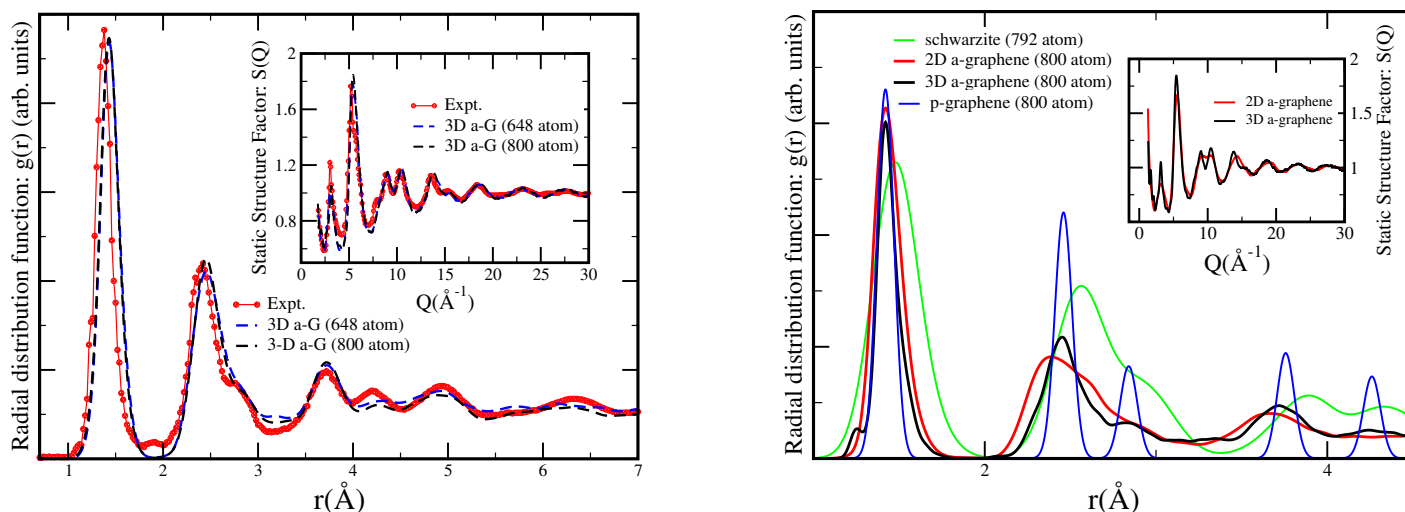 Radial distribution function: g(r) (arb. units)
Static Structure Factor: S(Q)
2
1.6
1.2
0.8
Expt.
3D a-G (648 atom)
3D a-G (800 atom)
0 5 10 15 20 25 30
Q(Å⁻¹)
Expt.
3D a-G (648 atom)
3-D a-G (800 atom)
1 2 3 4 5 6 7
r(Å)
Radial distribution function: g(r) (arb. units)
schwarzite (792 atom)
2D a-graphene (800 atom)
3D a-graphene (800 atom)
p-graphene (800 atom)
2D a-graphene
3D a-graphene
2
1.5
1
Static Structure Factor: S(Q)
0 5 10 15 20 25 30
Q(Å⁻¹)
2 4
r(Å)